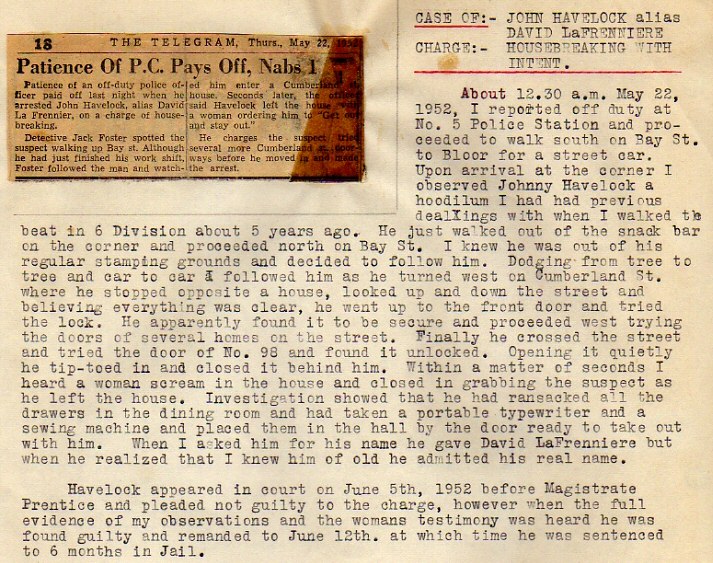 18 THE TELEGRAM, Thurs., May 22, 1952
Patience Of P.C. Pays Off, Nabs 1
Patience of an off-duty police of-
ficer paid off last night when he
arrested John Havelock, alias David
La Frenniere, on a charge of house-
breaking.
Detective Jack Foster spotted the
suspect walking up Bay st. Although
he had just finished his work shift,
Foster followed the man and watch-
ed him enter a Cumberland st.
house. Seconds later, the officer
said Havelock left the house with
a woman ordering him to "Get out
and stay out."
He charges the suspect tried
several more Cumberland st. door-
ways before he moved in and made
the arrest.
CASE OF:- JOHN HAVELOCK alias
DAVID LaFRENNIERE
CHARGE:- HOUSEBREAKING WITH
INTENT.
About 12.30 a.m. May 22,
1952, I reported off duty at
No. 5 Police Station and pro-
ceeded to walk south on Bay St.
to Bloor for a street car.
Upon arrival at the corner I
observed Johnny Havelock a
hoodilum I had had previous
dealXings with when I walked the
beat in 6 Division about 5 years ago. He just walked out of the snack bar
on the corner and proceeded north on Bay St. I knew he was out of his
regular stamping grounds and decided to follow him. Dodging from tree to
tree and car to car I followed him as he turned west on Cumberland St.
where he stopped opposite a house, looked up and down the street and
believing everything was clear, he went up to the front door and tried
the lock. He apparently found it to be secure and proceeded west trying
the doors of several homes on the street. Finally he crossed the street
and tried the door of No. 98 and found it unlocked. Opening it quietly
he tip-toed in and closed it behind him. Within a matter of seconds I
heard a woman scream in the house and closed in grabbing the suspect as
he left the house. Investigation showed that he had ransacked all the
drawers in the dining room and had taken a portable typewriter and a
sewing machine and placed them in the hall by the door ready to take out
with him. When I asked him for his name he gave David LaFrenniere but
when he realized that I knew him of old he admitted his real name.
Havelock appeared in court on June 5th, 1952 before Magistrate
Prentice and pleaded not guilty to the charge, however when the full
evidence of my observations and the womans testimony was heard he was
found guilty and remanded to June 12th. at which time he was sentenced
to 6 months in Jail.